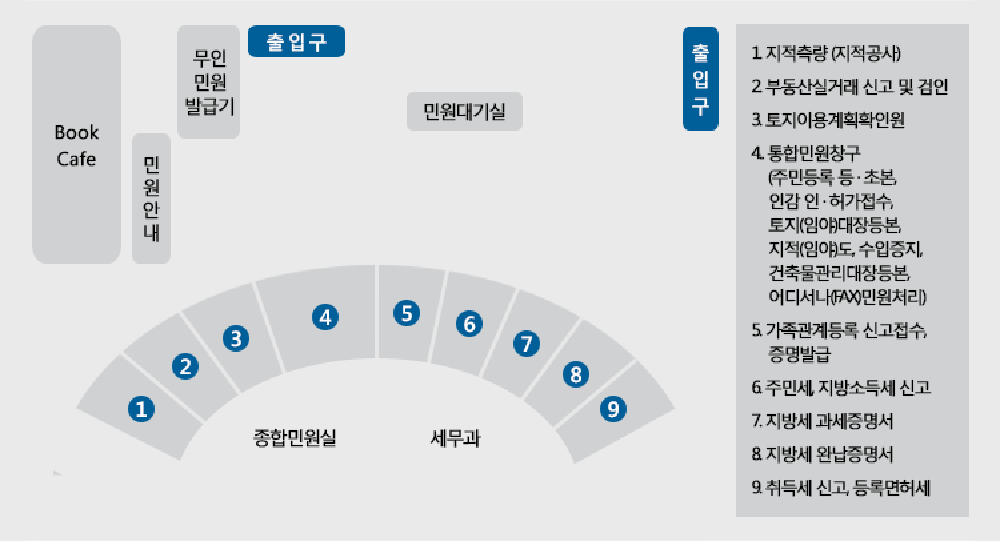 Book
Cafe
민
원
안
내
무인
민원
발급기
출입구
민원대기실
출
입
구
1
2
3
4
5
6
7
8
9
종합민원실
세무과
1. 지적측량 (지적공사)
2. 부동산실거래 신고 및 검인
3. 토지이용계획확인원
4. 통합민원창구
(주민등록 등·초본,
인감 인·허가접수,
토지(임야)대장등본,
지적(임야)도, 수입증지,
건축물관리대장등본,
어디서나(FAX)민원처리)
5. 가족관계등록 신고접수,
증명발급
6. 주민세, 지방소득세 신고
7. 지방세 과세증명서
8. 지방세 완납증명서
9. 취득세 신고, 등록면허세